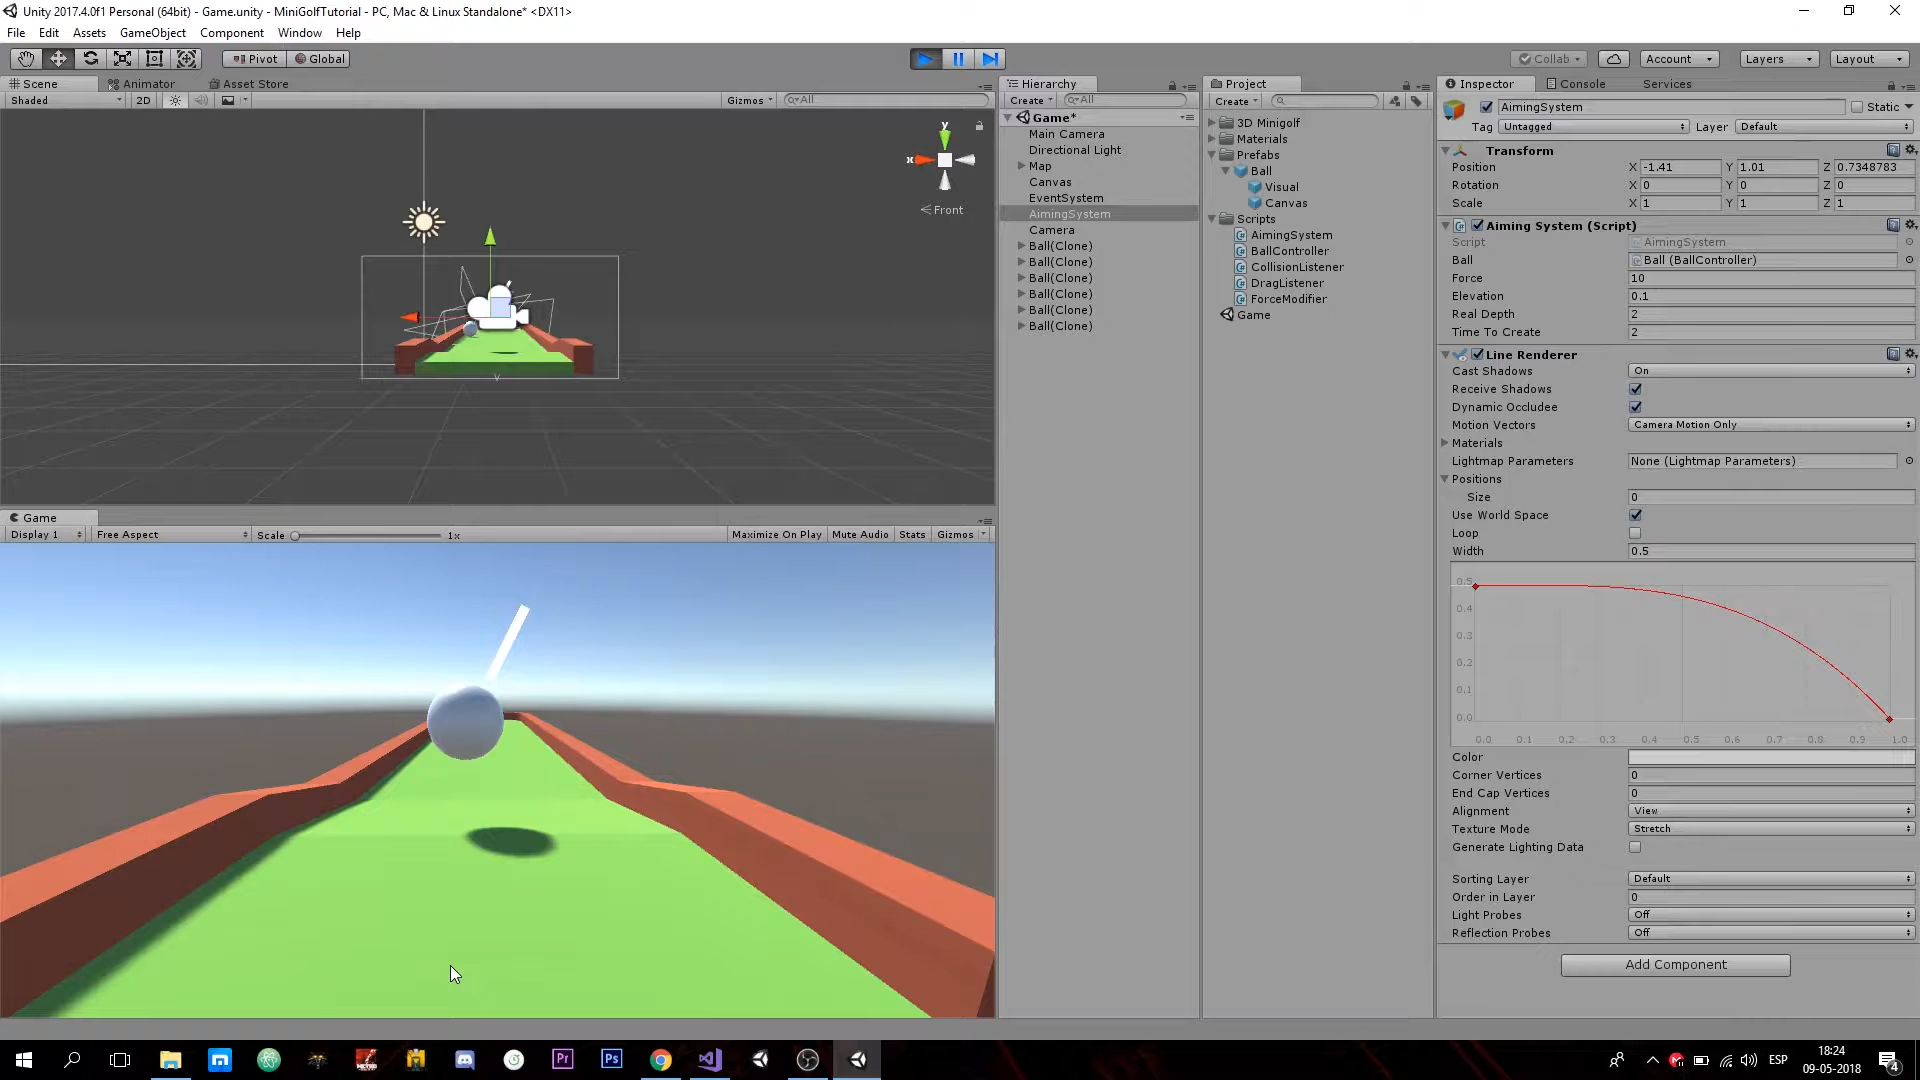 Unity 2017.4.0f1 Personal (64bit) - Game.unity - MiniGolfTutorial - PC, Mac & Linux Standalone* <DX11>
File Edit Assets GameObject Component Window Help
Pivot Global Collab Account Layers Layout
Scene Animator Asset Store
Shaded 2D Gizmos All
y
x
Front
Game
Display 1 Free Aspect Scale 1x Maximize On Play Mute Audio Stats Gizmos
Hierarchy
Create All
Game*
Main Camera
Directional Light
Map
Canvas
EventSystem
AimingSystem
Camera
Ball(Clone)
Ball(Clone)
Ball(Clone)
Ball(Clone)
Ball(Clone)
Ball(Clone)
Project
Create
3D Minigolf
Materials
Prefabs
Ball
Visual
Canvas
Scripts
AimingSystem
BallController
CollisionListener
DragListener
ForceModifier
Game
Inspector Console Services
AimingSystem Static
Tag Untagged Layer Default
Transform
Position X -1.41 Y 1.01 Z 0.7348783
Rotation X 0 Y 0 Z 0
Scale X 1 Y 1 Z 1
Aiming System (Script)
Script AimingSystem
Ball Ball (BallController)
Force 10
Elevation 0.1
Real Depth 2
Time To Create 2
Line Renderer
Cast Shadows On
Receive Shadows
Dynamic Occludee
Motion Vectors Camera Motion Only
Materials
Lightmap Parameters None (Lightmap Parameters)
Positions
Size 0
Use World Space
Loop
Width 0.5
0.5
0.4
0.3
0.2
0.1
0.0
0.0 0.1 0.2 0.3 0.4 0.5 0.6 0.7 0.8 0.9 1.0
Color
Corner Vertices 0
End Cap Vertices 0
Alignment View
Texture Mode Stretch
Generate Lighting Data
Sorting Layer Default
Order in Layer 0
Light Probes Off
Reflection Probes Off
Add Component
Pr Ps ESP 18:24
09-05-2018
4